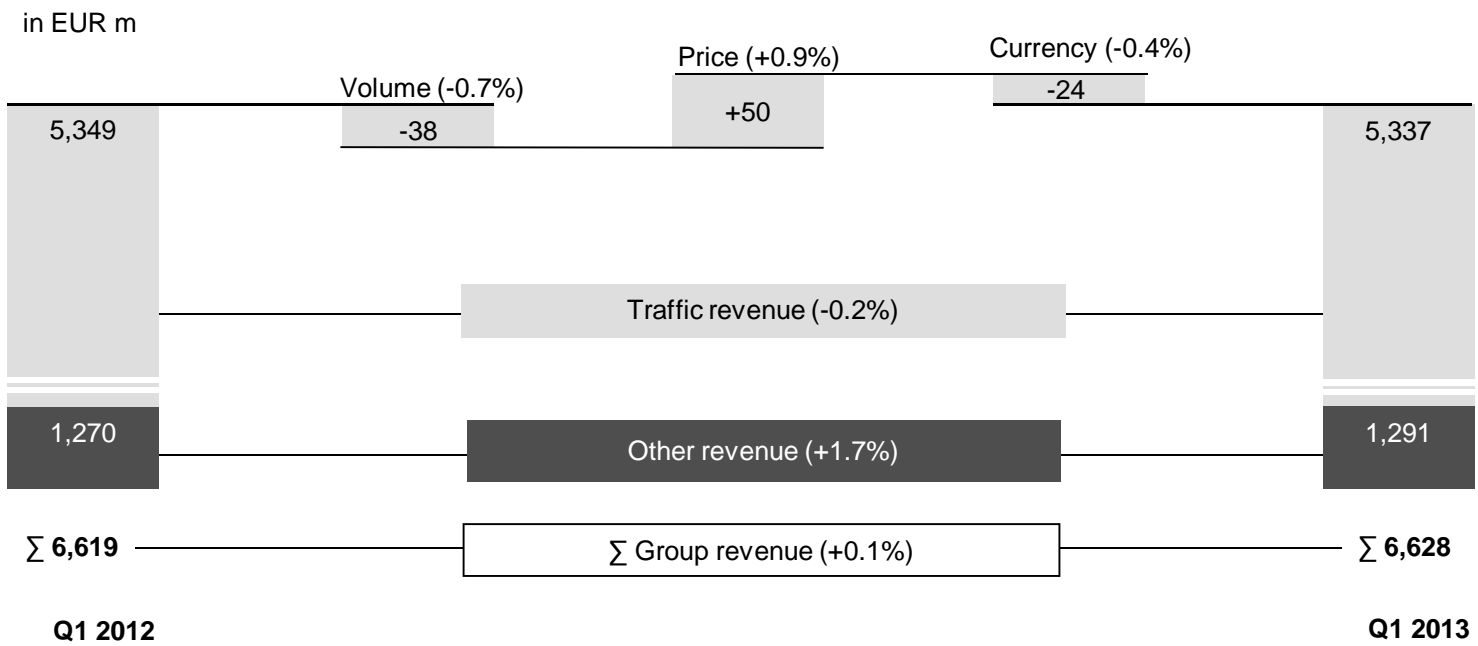 in EUR m
Volume (-0.7%)
Price (+0.9%)
Currency (-0.4%)
5,349
-38
+50
-24
5,337
Traffic revenue (-0.2%)
1,270
Other revenue (+1.7%)
1,291
∑ 6,619
∑ Group revenue (+0.1%)
∑ 6,628
Q1 2012
Q1 2013